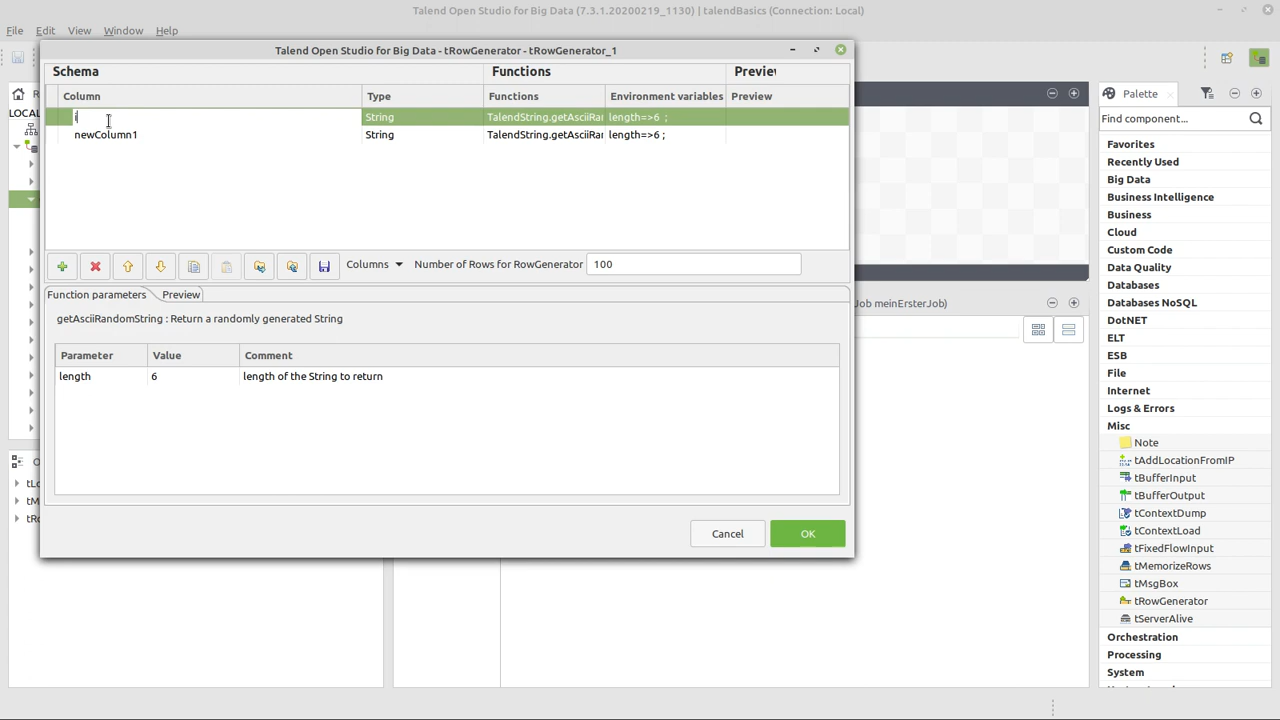 Talend Open Studio for Big Data (7.3.1.20200219_1130) | talendBasics (Connection: Local)
File Edit View Window Help
Talend Open Studio for Big Data - tRowGenerator - tRowGenerator_1
Schema Functions Preview
Column Type Functions Environment variables Preview
i String TalendString.getAsciiRan length=>6 ;
newColumn1 String TalendString.getAsciiRan length=>6 ;
Columns Number of Rows for RowGenerator 100
Function parameters Preview
getAsciiRandomString : Return a randomly generated String
Parameter Value Comment
length 6 length of the String to return
Cancel OK
LOCAL
Job meinErsterJob)
Palette
Find component...
Favorites
Recently Used
Big Data
Business Intelligence
Business
Cloud
Custom Code
Data Quality
Databases
Databases NoSQL
DotNET
ELT
ESB
File
Internet
Logs & Errors
Misc
Note
tAddLocationFromIP
tBufferInput
tBufferOutput
tContextDump
tContextLoad
tFixedFlowInput
tMemorizeRows
tMsgBox
tRowGenerator
tServerAlive
Orchestration
Processing
System